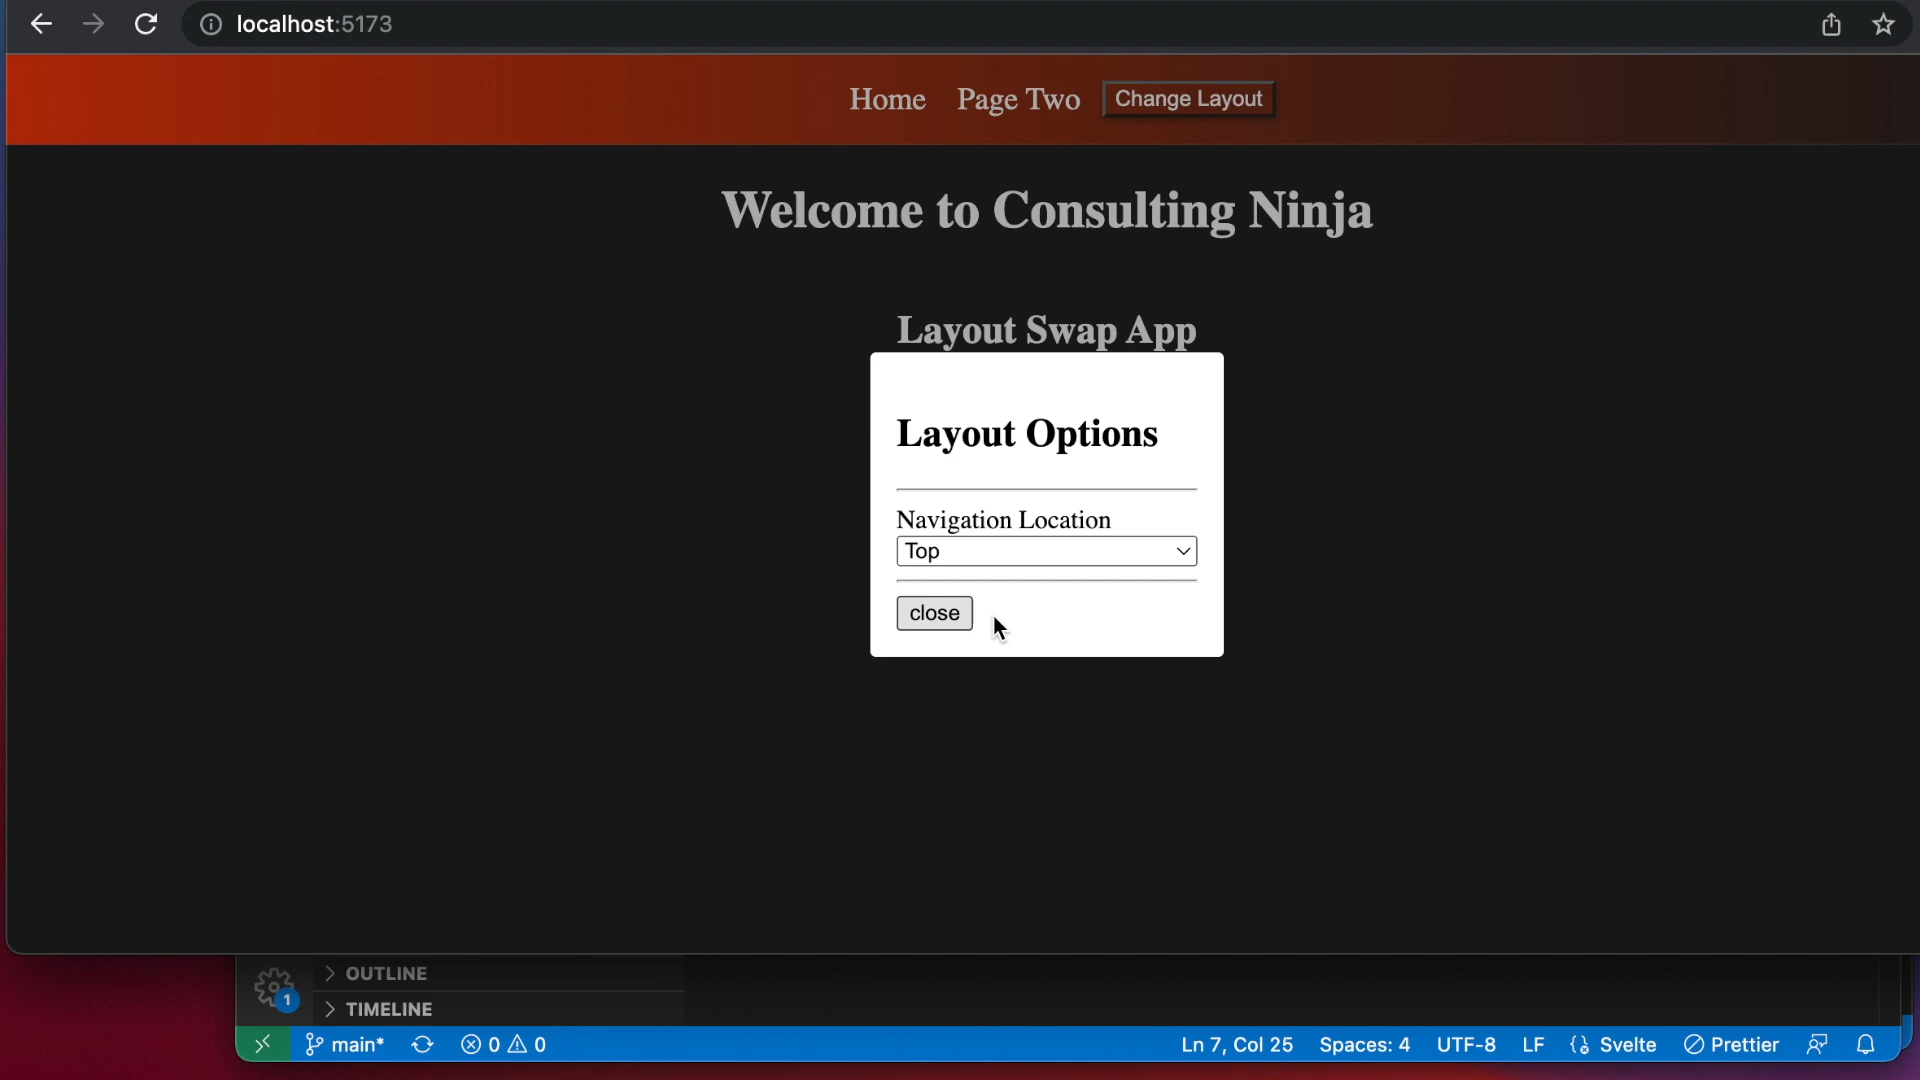 localhost:5173
Home Page Two Change Layout
Welcome to Consulting Ninja
Layout Swap App
Layout Options
Navigation Location
Top
close
OUTLINE
1
TIMELINE
main* 0 0 Ln 7, Col 25 Spaces: 4 UTF-8 LF Svelte Prettier